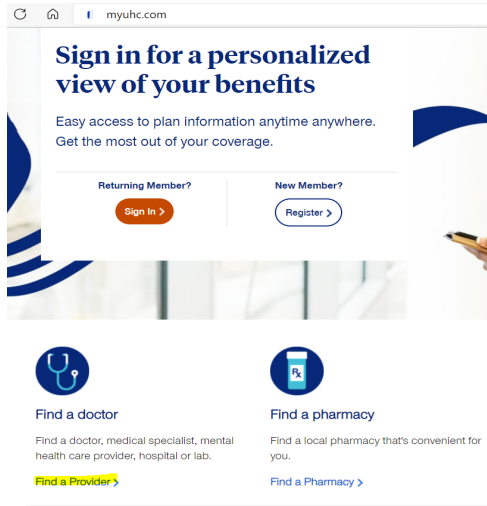 myuhc.com
Sign in for a personalized
view of your benefits
Easy access to plan information anytime anywhere.
Get the most out of your coverage.
Returning Member?
Sign In >
New Member?
Register >
Rx
Find a doctor
Find a doctor, medical specialist, mental
health care provider, hospital or lab.
Find a Provider >
Find a pharmacy
Find a local pharmacy that's convenient for
you.
Find a Pharmacy >